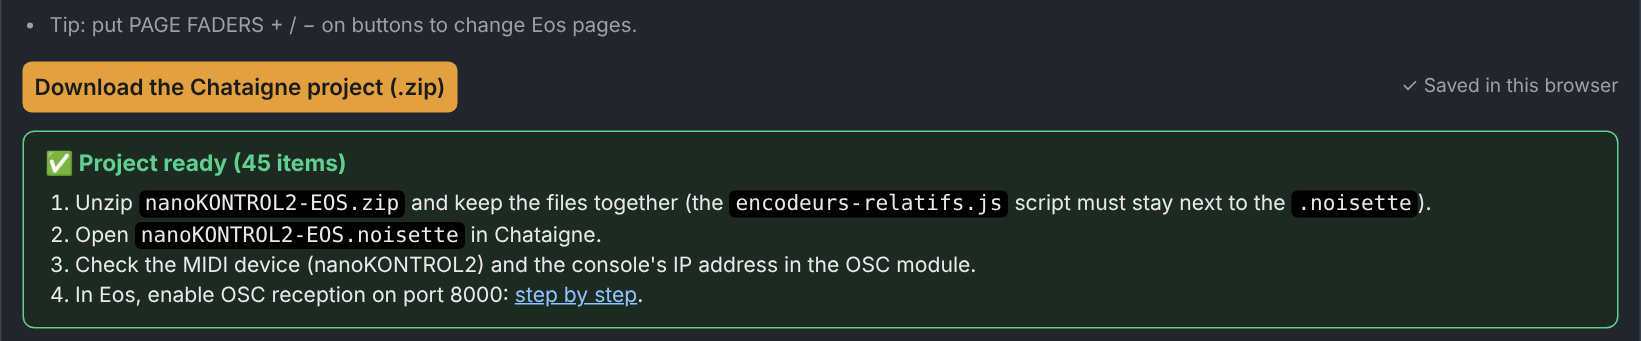 • Tip: put PAGE FADERS + / − on buttons to change Eos pages.
Download the Chataigne project (.zip)
✓ Saved in this browser
✅ Project ready (45 items)
1. Unzip nanoKONTROL2-EOS.zip and keep the files together (the encodeurs-relatifs.js script must stay next to the .noisette).
2. Open nanoKONTROL2-EOS.noisette in Chataigne.
3. Check the MIDI device (nanoKONTROL2) and the console's IP address in the OSC module.
4. In Eos, enable OSC reception on port 8000: step by step.